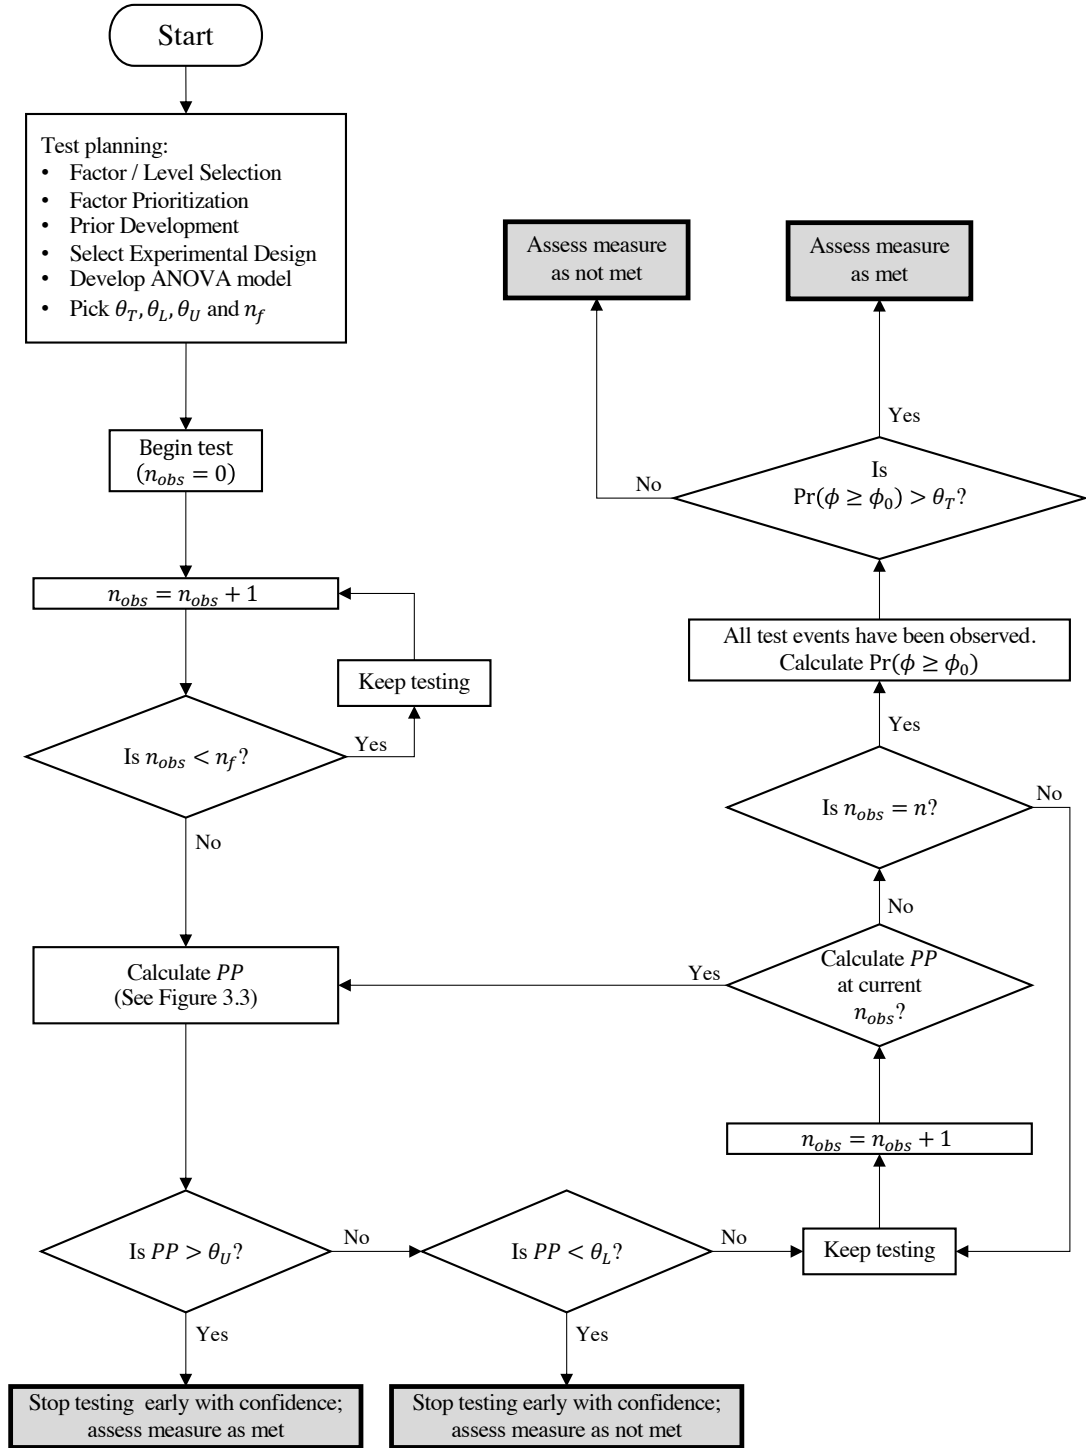 Start
Test planning:
• Factor / Level Selection
• Factor Prioritization
• Prior Development
• Select Experimental Design
• Develop ANOVA model
• Pick θ_T, θ_L, θ_U and n_f
Begin test
(n_obs = 0)
n_obs = n_obs + 1
Keep testing
Is n_obs < n_f?
Yes
No
Calculate PP
(See Figure 3.3)
Is PP > θ_U?
No
Yes
Stop testing early with confidence;
assess measure as met
Is PP < θ_L?
No
Yes
Stop testing early with confidence;
assess measure as not met
Keep testing
n_obs = n_obs + 1
Calculate PP
at current
n_obs?
Yes
No
Is n_obs = n?
No
Yes
All test events have been observed.
Calculate Pr(ϕ ≥ ϕ_0)
Is
Pr(ϕ ≥ ϕ_0) > θ_T?
No
Yes
Assess measure
as not met
Assess measure
as met